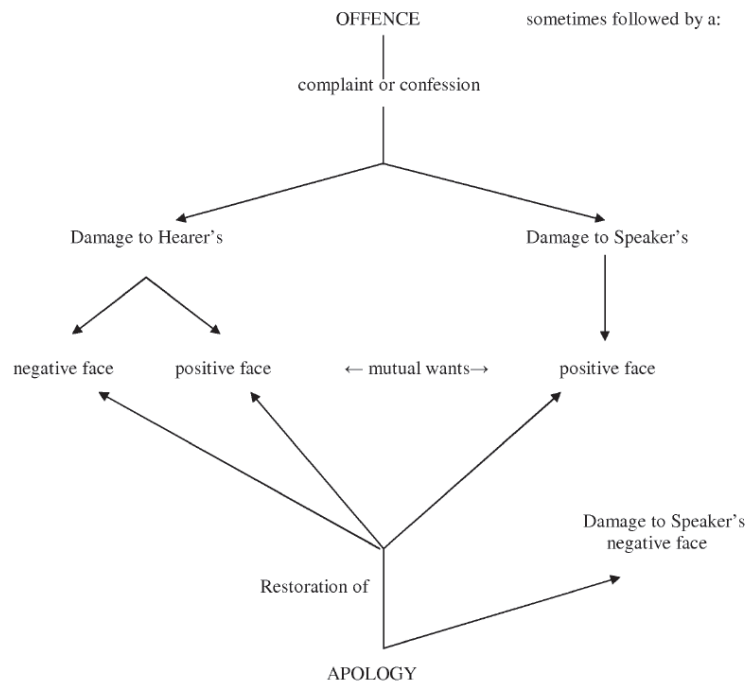 OFFENCE
sometimes followed by a:
complaint or confession
Damage to Hearer’s
Damage to Speaker’s
negative face
positive face
← mutual wants→
positive face
Damage to Speaker’s
negative face
Restoration of
APOLOGY